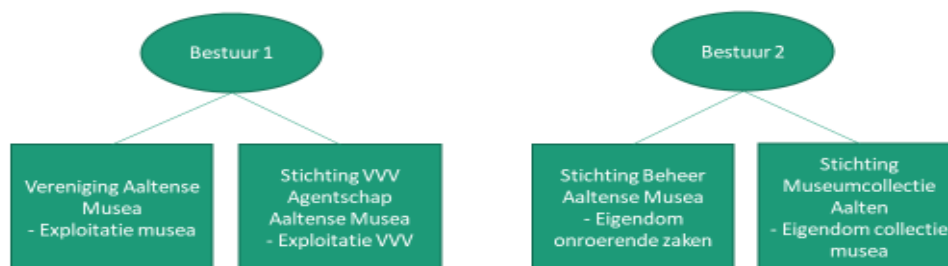 Bestuur 1
Bestuur 2
Vereniging Aaltense
Musea
- Exploitatie musea
Stichting VVV
Agentschap
Aaltense Musea
- Exploitatie VVV
Stichting Beheer
Aaltense Musea
- Eigendom
onroerende zaken
Stichting
Museumcollectie
Aalten
- Eigendom collectie
musea